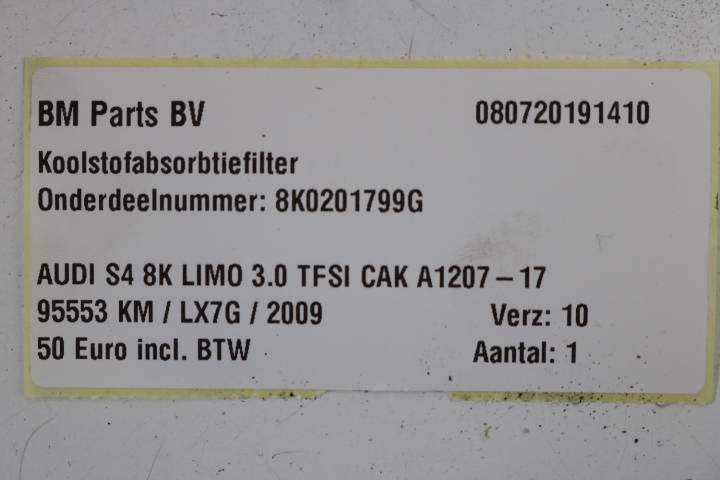 BM Parts BV 080720191410
Koolstofabsorbtiefilter
Onderdeelnummer: 8K0201799G
AUDI S4 8K LIMO 3.0 TFSI CAK A1207 – 17
95553 KM / LX7G / 2009 Verz: 10
50 Euro incl. BTW Aantal: 1